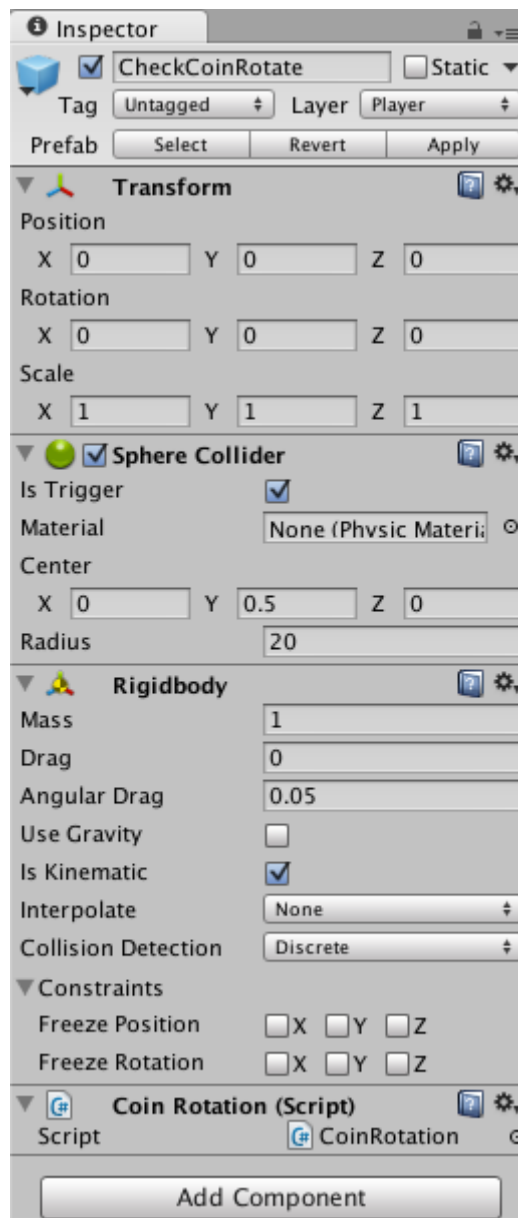 Inspector
CheckCoinRotate Static
Tag Untagged Layer Player
Prefab Select Revert Apply
Transform
Position
X 0 Y 0 Z 0
Rotation
X 0 Y 0 Z 0
Scale
X 1 Y 1 Z 1
Sphere Collider
Is Trigger
Material None (Physic Materia
Center
X 0 Y 0.5 Z 0
Radius 20
Rigidbody
Mass 1
Drag 0
Angular Drag 0.05
Use Gravity
Is Kinematic
Interpolate None
Collision Detection Discrete
Constraints
Freeze Position X Y Z
Freeze Rotation X Y Z
C# Coin Rotation (Script)
Script C# CoinRotation
Add Component